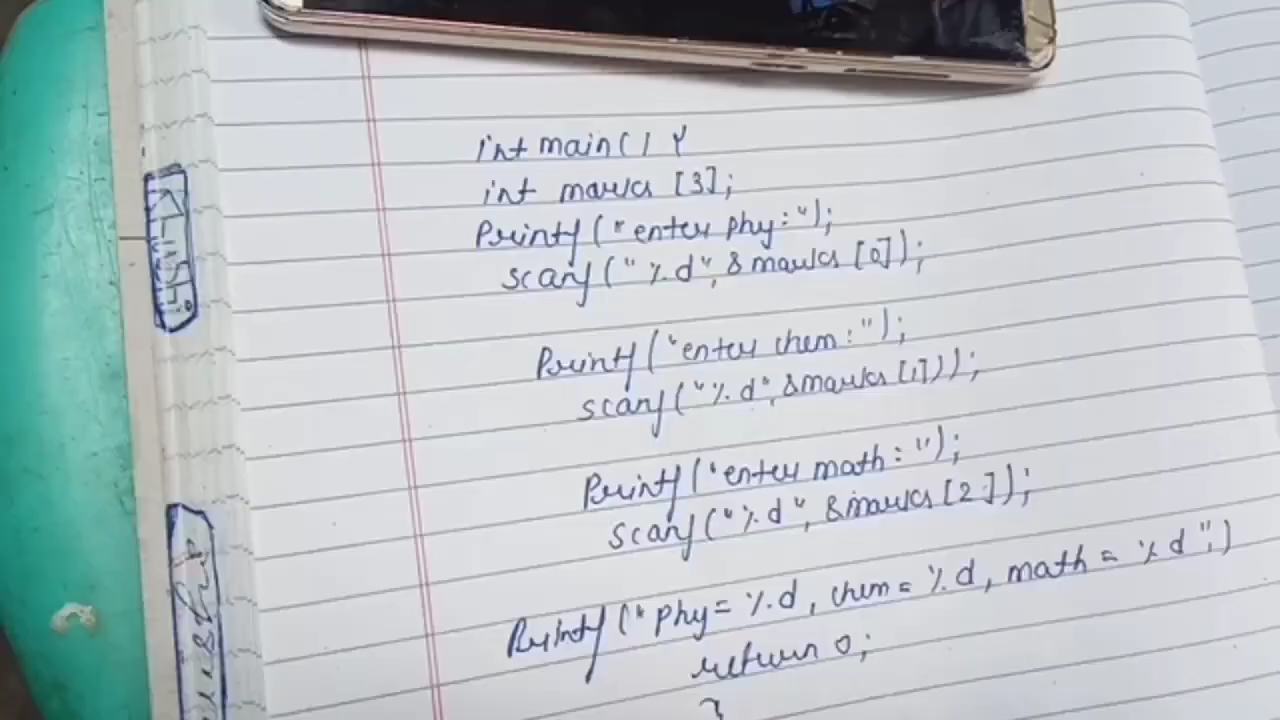 int main() {
int marks [3];
Printf ("enter phy: ");
scanf ("%d", &marks [0]);
Printf ("enter chem: ");
scanf ("%d", &marks [1]));
Printf ("enter math: ");
scanf ("%d", &marks [2]);
Printf ("phy = %d, chem = %d, math = %d";)
return 0;
}